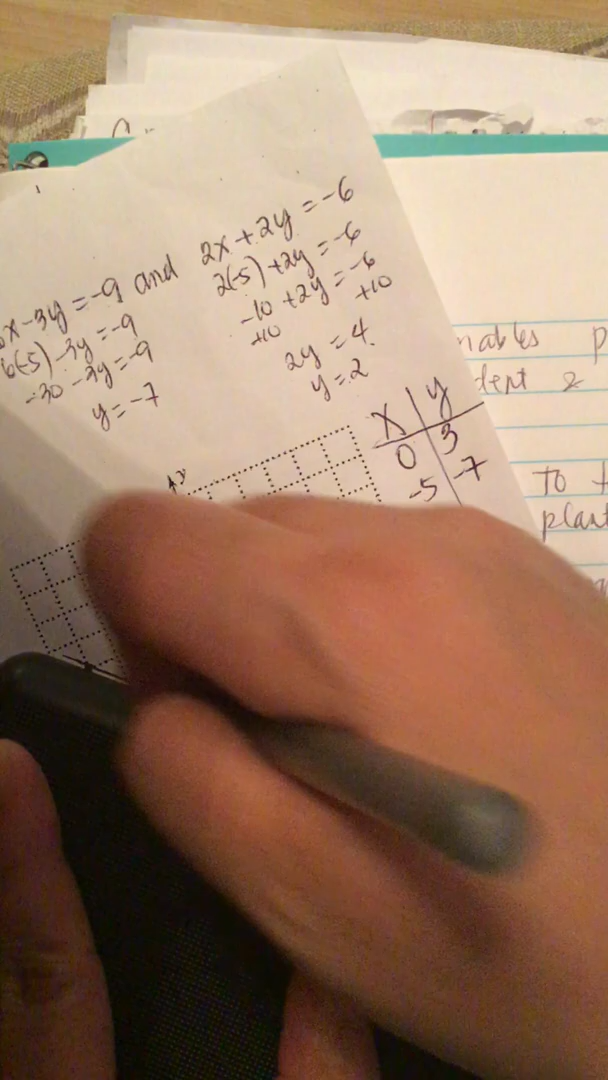 x-3y=-9 and 2x+2y=-6
6(-5)-3y=-9 2(-5)+2y=-6
-30-3y=-9 -10+2y=-6
+10 +10
y=-7 2y=4
y=2
x y
0 3
-5 -7
nables p
dent &
To t
plant